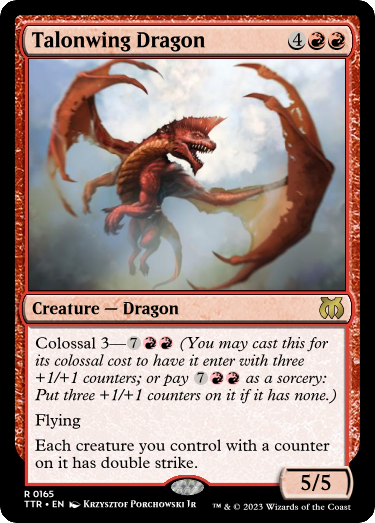 Talonwing Dragon 4
Creature — Dragon
Colossal 3—7 (You may cast this for
its colossal cost to have it enter with three
+1/+1 counters; or pay 7 as a sorcery:
Put three +1/+1 counters on it if it has none.)
Flying
Each creature you control with a counter
on it has double strike.
5/5
R 0165
TTR • EN Krzysztof Porchowski Jr
™ & © 2023 Wizards of the Coast